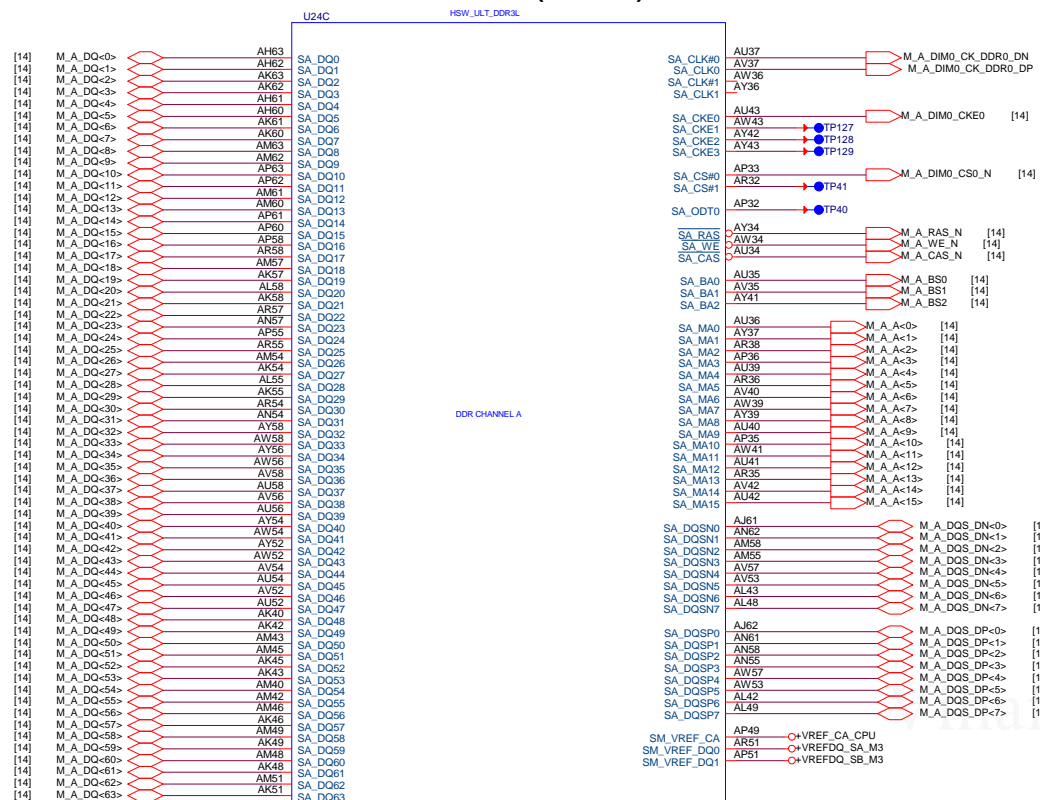 U24C
HSW_ULT_DDR3L
DDR CHANNEL A
[14] M_A_DQ<0> AH63 SA_DQ0
[14] M_A_DQ<1> AH62 SA_DQ1
[14] M_A_DQ<2> AK63 SA_DQ2
[14] M_A_DQ<3> AK62 SA_DQ3
[14] M_A_DQ<4> AH61 SA_DQ4
[14] M_A_DQ<5> AH60 SA_DQ5
[14] M_A_DQ<6> AK61 SA_DQ6
[14] M_A_DQ<7> AK60 SA_DQ7
[14] M_A_DQ<8> AM63 SA_DQ8
[14] M_A_DQ<9> AM62 SA_DQ9
[14] M_A_DQ<10> AP63 SA_DQ10
[14] M_A_DQ<11> AP62 SA_DQ11
[14] M_A_DQ<12> AM61 SA_DQ12
[14] M_A_DQ<13> AM60 SA_DQ13
[14] M_A_DQ<14> AP61 SA_DQ14
[14] M_A_DQ<15> AP60 SA_DQ15
[14] M_A_DQ<16> AP58 SA_DQ16
[14] M_A_DQ<17> AR58 SA_DQ17
[14] M_A_DQ<18> AM57 SA_DQ18
[14] M_A_DQ<19> AK57 SA_DQ19
[14] M_A_DQ<20> AL58 SA_DQ20
[14] M_A_DQ<21> AK58 SA_DQ21
[14] M_A_DQ<22> AR57 SA_DQ22
[14] M_A_DQ<23> AN57 SA_DQ23
[14] M_A_DQ<24> AP55 SA_DQ24
[14] M_A_DQ<25> AR55 SA_DQ25
[14] M_A_DQ<26> AM54 SA_DQ26
[14] M_A_DQ<27> AK54 SA_DQ27
[14] M_A_DQ<28> AL55 SA_DQ28
[14] M_A_DQ<29> AK55 SA_DQ29
[14] M_A_DQ<30> AR54 SA_DQ30
[14] M_A_DQ<31> AN54 SA_DQ31
[14] M_A_DQ<32> AY58 SA_DQ32
[14] M_A_DQ<33> AW58 SA_DQ33
[14] M_A_DQ<34> AY56 SA_DQ34
[14] M_A_DQ<35> AW56 SA_DQ35
[14] M_A_DQ<36> AV58 SA_DQ36
[14] M_A_DQ<37> AU58 SA_DQ37
[14] M_A_DQ<38> AV56 SA_DQ38
[14] M_A_DQ<39> AU56 SA_DQ39
[14] M_A_DQ<40> AY54 SA_DQ40
[14] M_A_DQ<41> AW54 SA_DQ41
[14] M_A_DQ<42> AY52 SA_DQ42
[14] M_A_DQ<43> AW52 SA_DQ43
[14] M_A_DQ<44> AV54 SA_DQ44
[14] M_A_DQ<45> AU54 SA_DQ45
[14] M_A_DQ<46> AV52 SA_DQ46
[14] M_A_DQ<47> AU52 SA_DQ47
[14] M_A_DQ<48> AK40 SA_DQ48
[14] M_A_DQ<49> AK42 SA_DQ49
[14] M_A_DQ<50> AM43 SA_DQ50
[14] M_A_DQ<51> AM45 SA_DQ51
[14] M_A_DQ<52> AK45 SA_DQ52
[14] M_A_DQ<53> AK43 SA_DQ53
[14] M_A_DQ<54> AM40 SA_DQ54
[14] M_A_DQ<55> AM42 SA_DQ55
[14] M_A_DQ<56> AM46 SA_DQ56
[14] M_A_DQ<57> AK46 SA_DQ57
[14] M_A_DQ<58> AM49 SA_DQ58
[14] M_A_DQ<59> AK49 SA_DQ59
[14] M_A_DQ<60> AM48 SA_DQ60
[14] M_A_DQ<61> AK48 SA_DQ61
[14] M_A_DQ<62> AM51 SA_DQ62
[14] M_A_DQ<63> AK51 SA_DQ63
SA_CLK#0 AU37 M_A_DIM0_CK_DDR0_DN
SA_CLK0 AV37 M_A_DIM0_CK_DDR0_DP
SA_CLK#1 AW36
SA_CLK1 AY36
SA_CKE0 AU43 M_A_DIM0_CKE0 [14]
SA_CKE1 AW43 TP127
SA_CKE2 AY42 TP128
SA_CKE3 AY43 TP129
SA_CS#0 AP33 M_A_DIM0_CS0_N [14]
SA_CS#1 AR32 TP41
SA_ODT0 AP32 TP40
SA_RAS AY34 M_A_RAS_N [14]
SA_WE AW34 M_A_WE_N [14]
SA_CAS AU34 M_A_CAS_N [14]
SA_BA0 AU35 M_A_BS0 [14]
SA_BA1 AV35 M_A_BS1 [14]
SA_BA2 AY41 M_A_BS2 [14]
SA_MA0 AU36 M_A_A<0> [14]
SA_MA1 AY37 M_A_A<1> [14]
SA_MA2 AR38 M_A_A<2> [14]
SA_MA3 AP36 M_A_A<3> [14]
SA_MA4 AU39 M_A_A<4> [14]
SA_MA5 AR36 M_A_A<5> [14]
SA_MA6 AV40 M_A_A<6> [14]
SA_MA7 AW39 M_A_A<7> [14]
SA_MA8 AY39 M_A_A<8> [14]
SA_MA9 AU40 M_A_A<9> [14]
SA_MA10 AP35 M_A_A<10> [14]
SA_MA11 AW41 M_A_A<11> [14]
SA_MA12 AU41 M_A_A<12> [14]
SA_MA13 AR35 M_A_A<13> [14]
SA_MA14 AV42 M_A_A<14> [14]
SA_MA15 AU42 M_A_A<15> [14]
SA_DQSN0 AJ61 M_A_DQS_DN<0>
SA_DQSN1 AN62 M_A_DQS_DN<1>
SA_DQSN2 AM58 M_A_DQS_DN<2>
SA_DQSN3 AM55 M_A_DQS_DN<3>
SA_DQSN4 AV57 M_A_DQS_DN<4>
SA_DQSN5 AV53 M_A_DQS_DN<5>
SA_DQSN6 AL43 M_A_DQS_DN<6>
SA_DQSN7 AL48 M_A_DQS_DN<7>
SA_DQSP0 AJ62 M_A_DQS_DP<0>
SA_DQSP1 AN61 M_A_DQS_DP<1>
SA_DQSP2 AN58 M_A_DQS_DP<2>
SA_DQSP3 AN55 M_A_DQS_DP<3>
SA_DQSP4 AW57 M_A_DQS_DP<4>
SA_DQSP5 AW53 M_A_DQS_DP<5>
SA_DQSP6 AL42 M_A_DQS_DP<6>
SA_DQSP7 AL49 M_A_DQS_DP<7>
SM_VREF_CA AP49 +VREF_CA_CPU
SM_VREF_DQ0 AR51 +VREFDQ_SA_M3
SM_VREF_DQ1 AP51 +VREFDQ_SB_M3